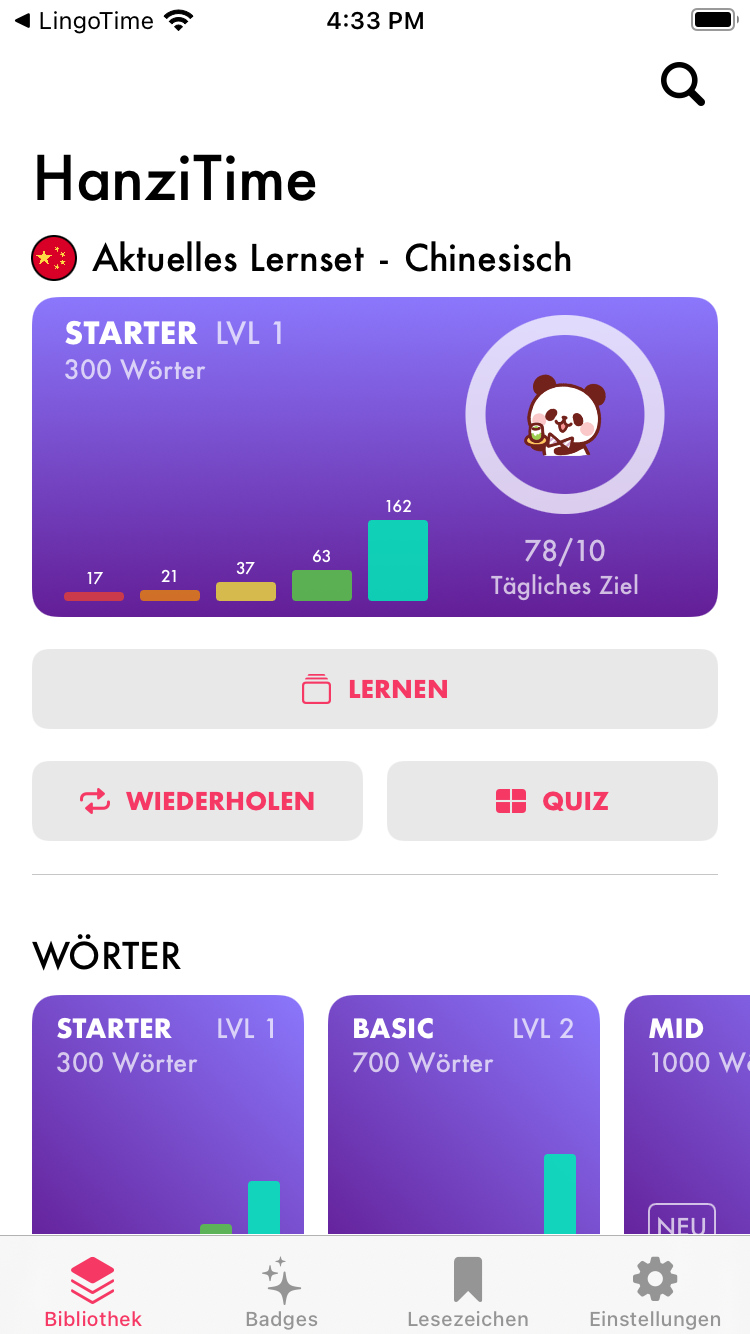 LingoTime 4:33 PM
HanziTime
Aktuelles Lernset - Chinesisch
STARTER LVL 1
300 Wörter
17 21 37 63 162
78/10
Tägliches Ziel
LERNEN
WIEDERHOLEN QUIZ
WÖRTER
STARTER LVL 1 BASIC LVL 2 MID
300 Wörter 700 Wörter 1000 W
NEU
Bibliothek Badges Lesezeichen Einstellungen